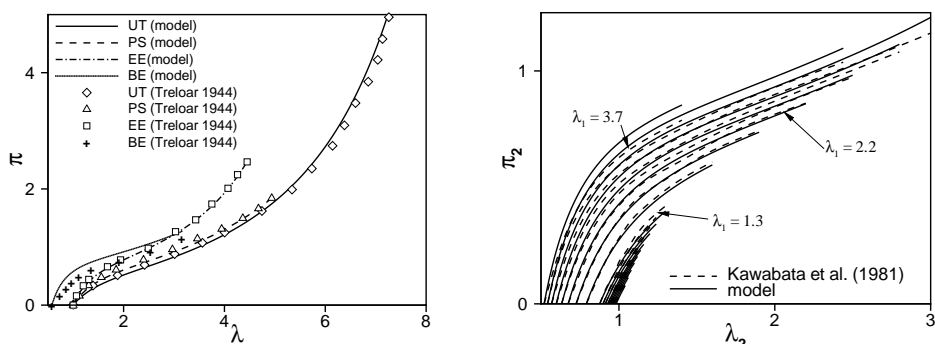 UT (model)
PS (model)
EE(model)
BE (model)
UT (Treloar 1944)
PS (Treloar 1944)
EE (Treloar 1944)
BE (Treloar 1944)
4
2
0
π
2 4 6 8
λ
1
0
π₂
λ₁ = 3.7
λ₁ = 2.2
λ₁ = 1.3
Kawabata et al. (1981)
model
1 2 3
λ₂